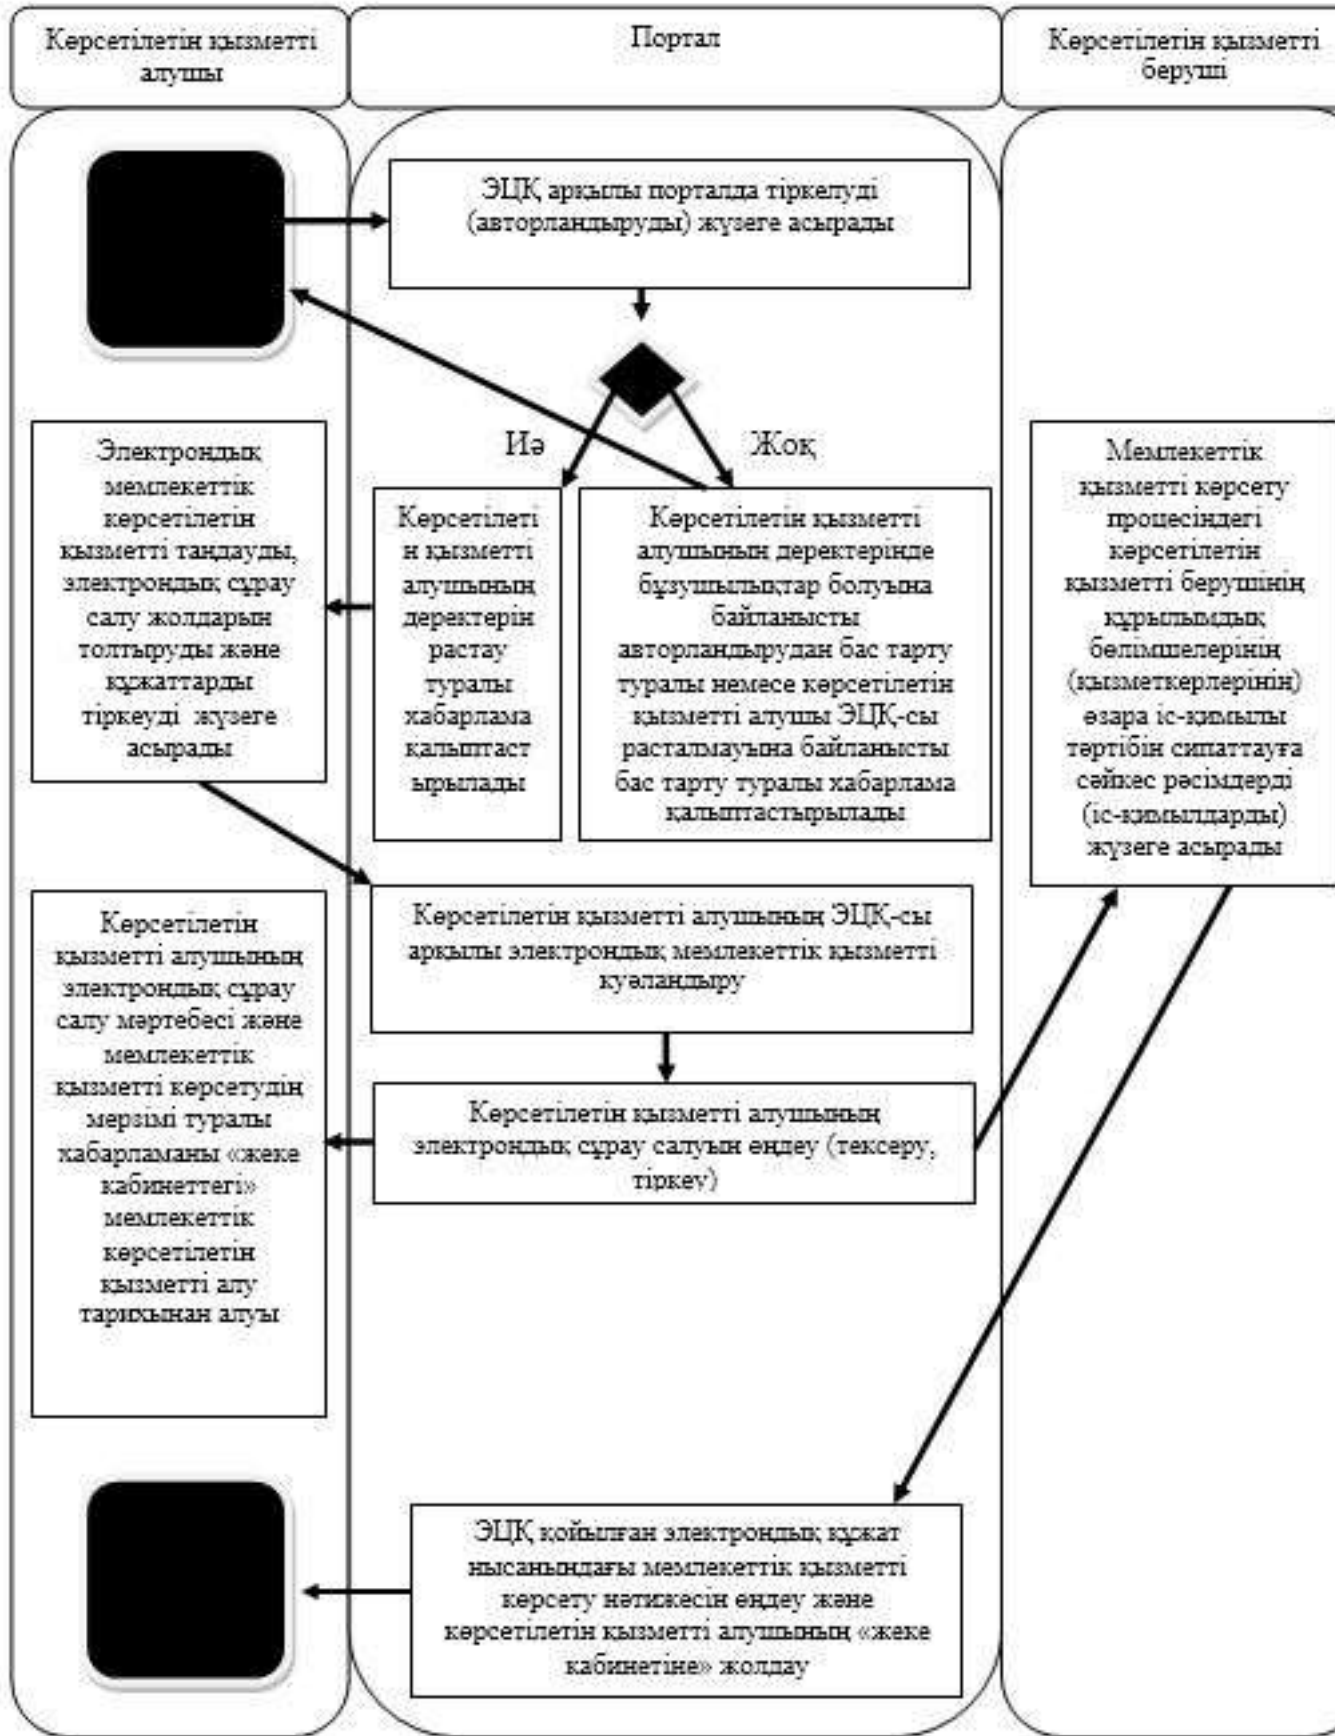 Көрсетілетін қызметті
алушы
Портал
Көрсетілетін қызметті
беруші
ЭЦҚ арқылы порталда тіркелуді
(авторландыруды) жүзеге асырады
Иә
Жоқ
Электрондық
мемлекеттік
көрсетілетін
қызметті таңдауды,
электрондық сұрау
салу жолдарын
толтыруды және
құжаттарды
тіркеуді жүзеге
асырады
Көрсетілеті
н қызметті
алушының
деректерін
растау
туралы
хабарлама
қалыптаст
ырылады
Көрсетілетін қызметті
алушының деректерінде
бұзушылықтар болуына
байланысты
авторландырудан бас тарту
туралы немесе көрсетілетін
қызметті алушы ЭЦҚ-сы
расталмауына байланысты
бас тарту туралы хабарлама
қалыптастырылады
Мемлекеттік
қызметті көрсету
процесіндегі
көрсетілетін
қызметті берушінің
құрылымдық
бөлімшелерінің
(қызметкерлерінің)
өзара іс-қимылы
тәртібін сипаттауға
сәйкес рәсімдерді
(іс-қимылдарды)
жүзеге асырады
Көрсетілетін қызметті алушының ЭЦҚ-сы
арқылы электрондық мемлекеттік қызметті
куәландыру
Көрсетілетін
қызметті алушының
электрондық сұрау
салу мәртебесі және
мемлекеттік
қызметті көрсетудің
мерзімі туралы
хабарламаны «жеке
кабинеттегі»
мемлекеттік
көрсетілетін
қызметті алу
тарихынан алуы
Көрсетілетін қызметті алушының
электрондық сұрау салуын өңдеу (тексеру,
тіркеу)
ЭЦҚ қойылған электрондық құжат
нысанындағы мемлекеттік қызметті
көрсету нәтижесін өңдеу және
көрсетілетін қызметті алушының «жеке
кабинетіне» жолдау